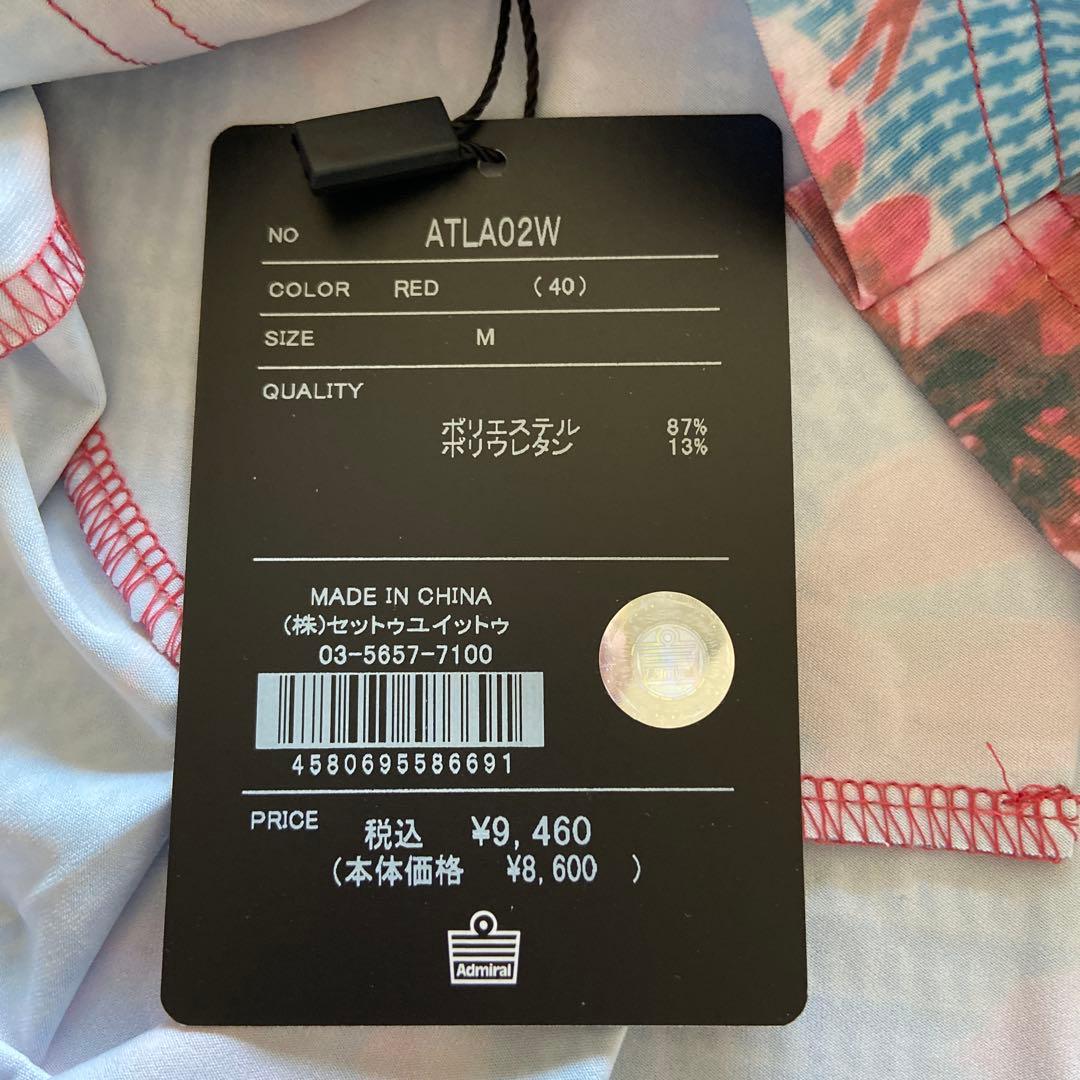 NO ATLA02W
COLOR RED (40)
SIZE M
QUALITY
ポリエステル 87%
ポリウレタン 13%
MADE IN CHINA
(株)セットゥユイットゥ
03-5657-7100
Admiral
4580695586691
PRICE 税込 ¥9,460
(本体価格 ¥8,600 )
Admiral